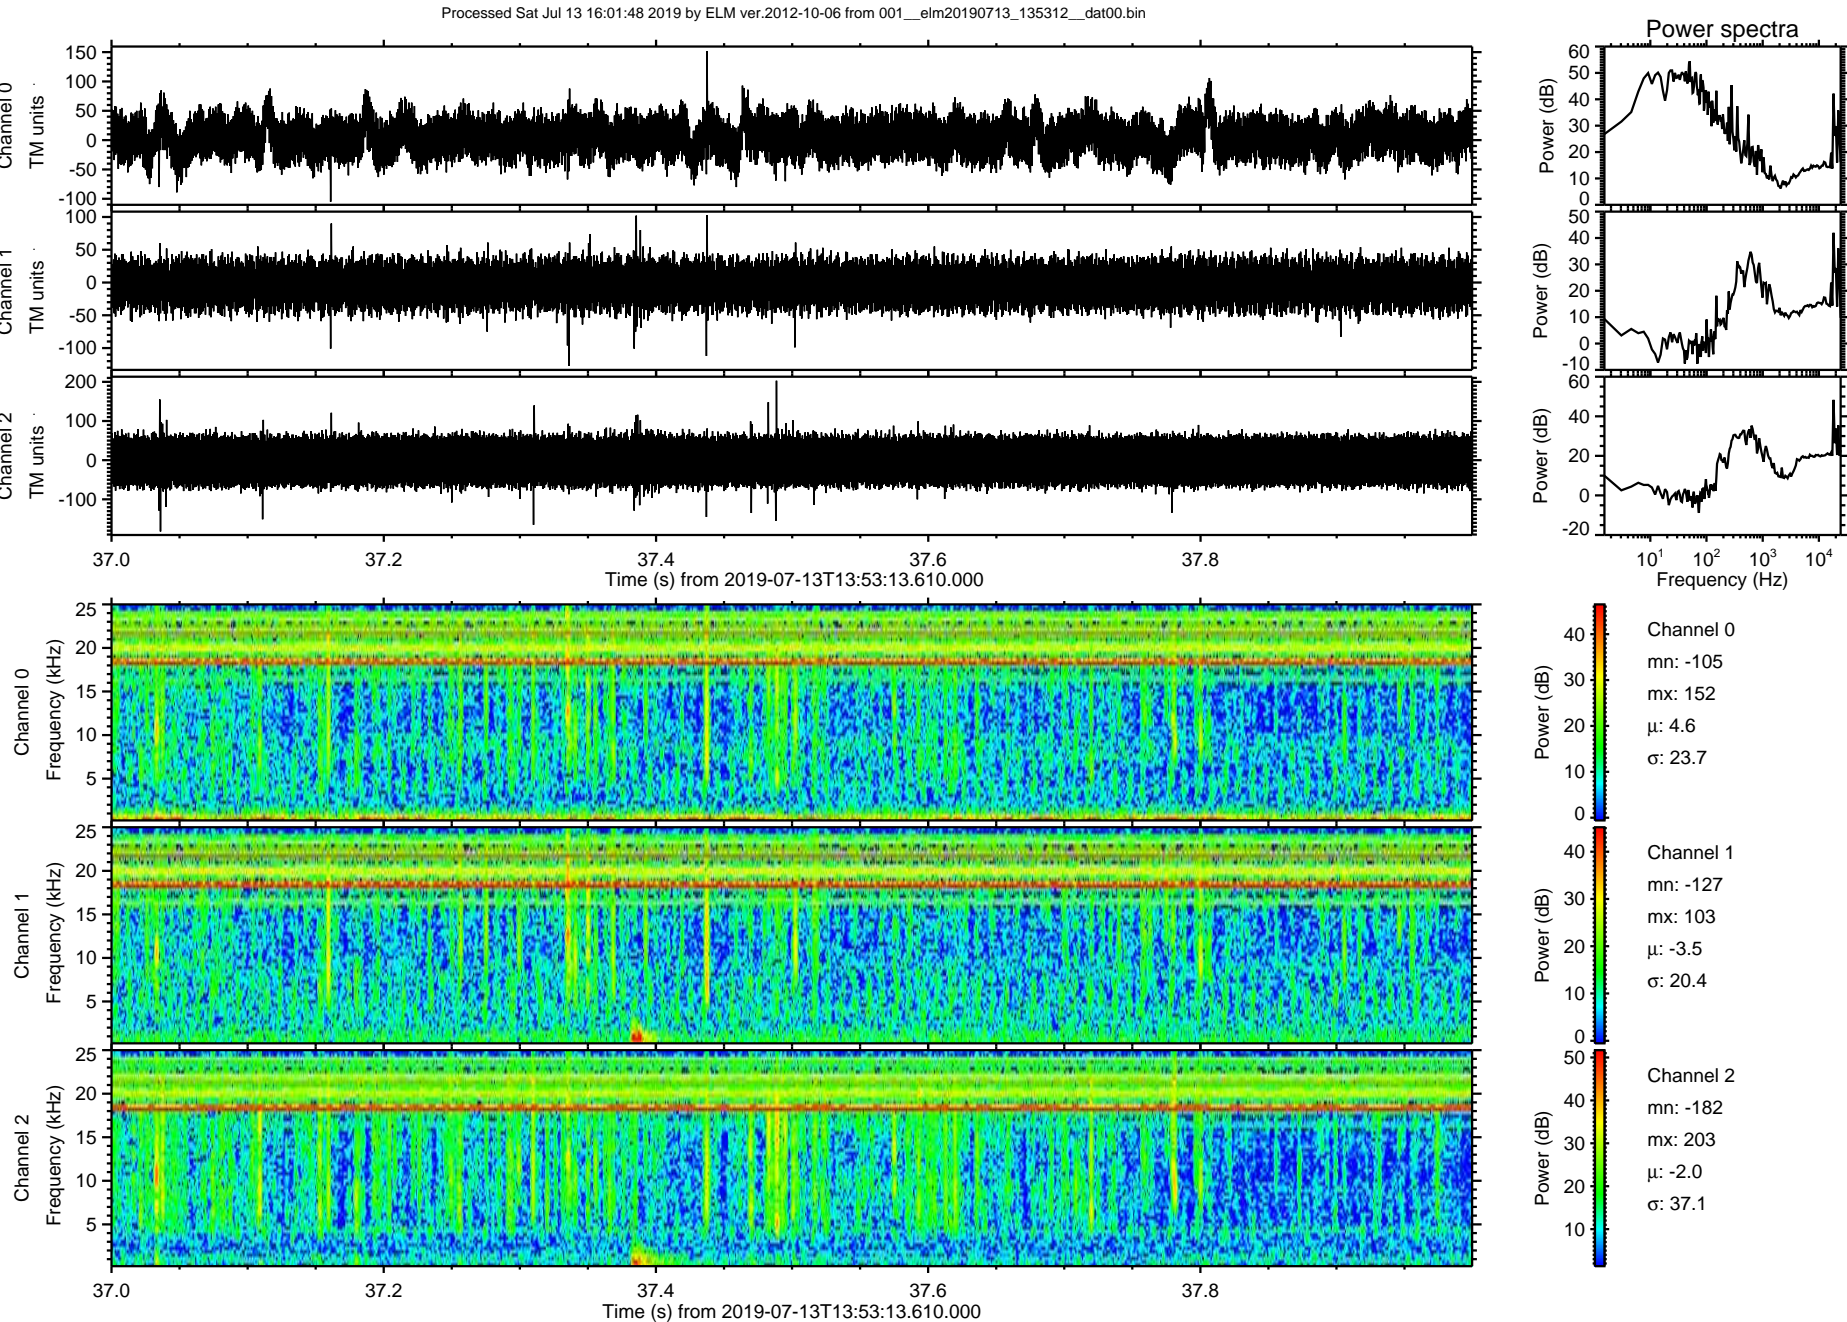 Processed Sat Jul 13 16:01:48 2019 by ELM ver.2012-10-06 from 001__elm20190713_135312__dat00.bin
Power spectra
Channel 0
TM units
150
100
50
0
-50
-100
Power (dB)
60
50
40
30
20
10
0
Channel 1
TM units
100
50
0
-50
-100
Power (dB)
50
40
30
20
10
0
-10
Channel 2
TM units
200
100
0
-100
Power (dB)
60
40
20
0
-20
37.0 37.2 37.4 37.6 37.8
Time (s) from 2019-07-13T13:53:13.610.000
10¹ 10² 10³ 10⁴
Frequency (Hz)
Channel 0
Frequency (kHz)
25
20
15
10
5
Power (dB)
40
30
20
10
0
Channel 0
mn: -105
mx: 152
μ: 4.6
σ: 23.7
Channel 1
Frequency (kHz)
25
20
15
10
5
Power (dB)
40
30
20
10
0
Channel 1
mn: -127
mx: 103
μ: -3.5
σ: 20.4
Channel 2
Frequency (kHz)
25
20
15
10
5
Power (dB)
50
40
30
20
10
Channel 2
mn: -182
mx: 203
μ: -2.0
σ: 37.1
37.0 37.2 37.4 37.6 37.8
Time (s) from 2019-07-13T13:53:13.610.000